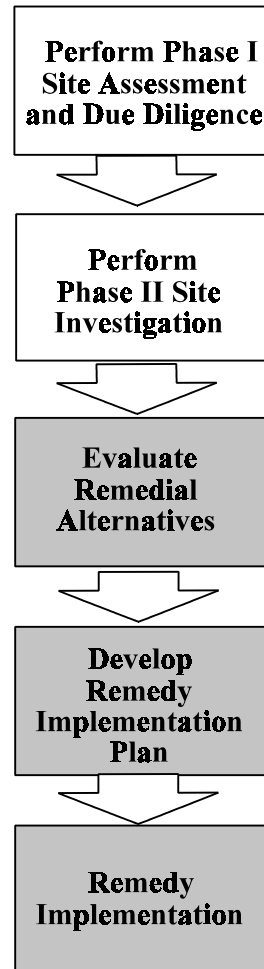 Perform Phase I
Site Assessment
and Due Diligence
Perform
Phase II Site
Investigation
Evaluate
Remedial
Alternatives
Develop
Remedy
Implementation
Plan
Remedy
Implementation